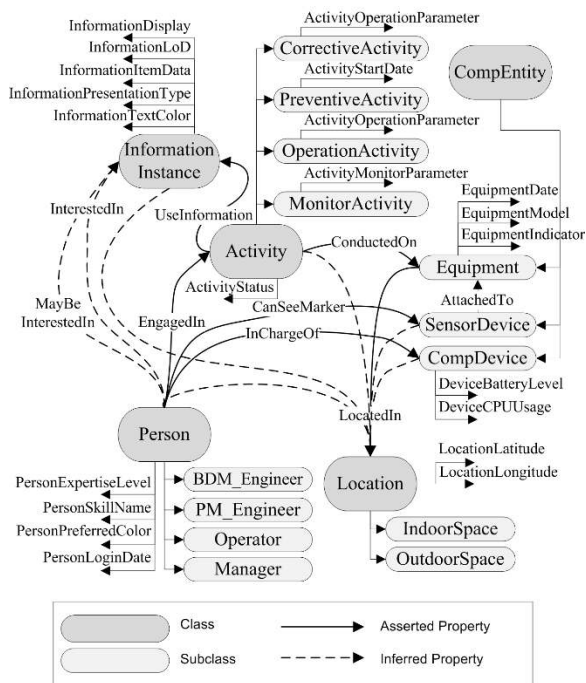 InformationDisplay
InformationLoD
InformationItemData
InformationPresentationType
InformationTextColor
Information
Instance
ActivityOperationParameter
CorrectiveActivity
ActivityStartDate
PreventiveActivity
ActivityOperationParameter
OperationActivity
ActivityMonitorParameter
MonitorActivity
CompEntity
InterestedIn
UseInformation
Activity
ActivityStatus
ConductedOn
EquipmentDate
EquipmentModel
EquipmentIndicator
Equipment
AttachedTo
SensorDevice
CompDevice
DeviceBatteryLevel
DeviceCPUUsage
MayBe
InterestedIn
EngagedIn
CanSeeMarker
InChargeOf
LocatedIn
Person
PersonExpertiseLevel
PersonSkillName
PersonPreferredColor
PersonLoginDate
BDM_Engineer
PM_Engineer
Operator
Manager
Location
LocationLatitude
LocationLongitude
IndoorSpace
OutdoorSpace
Class
Asserted Property
Subclass
Inferred Property